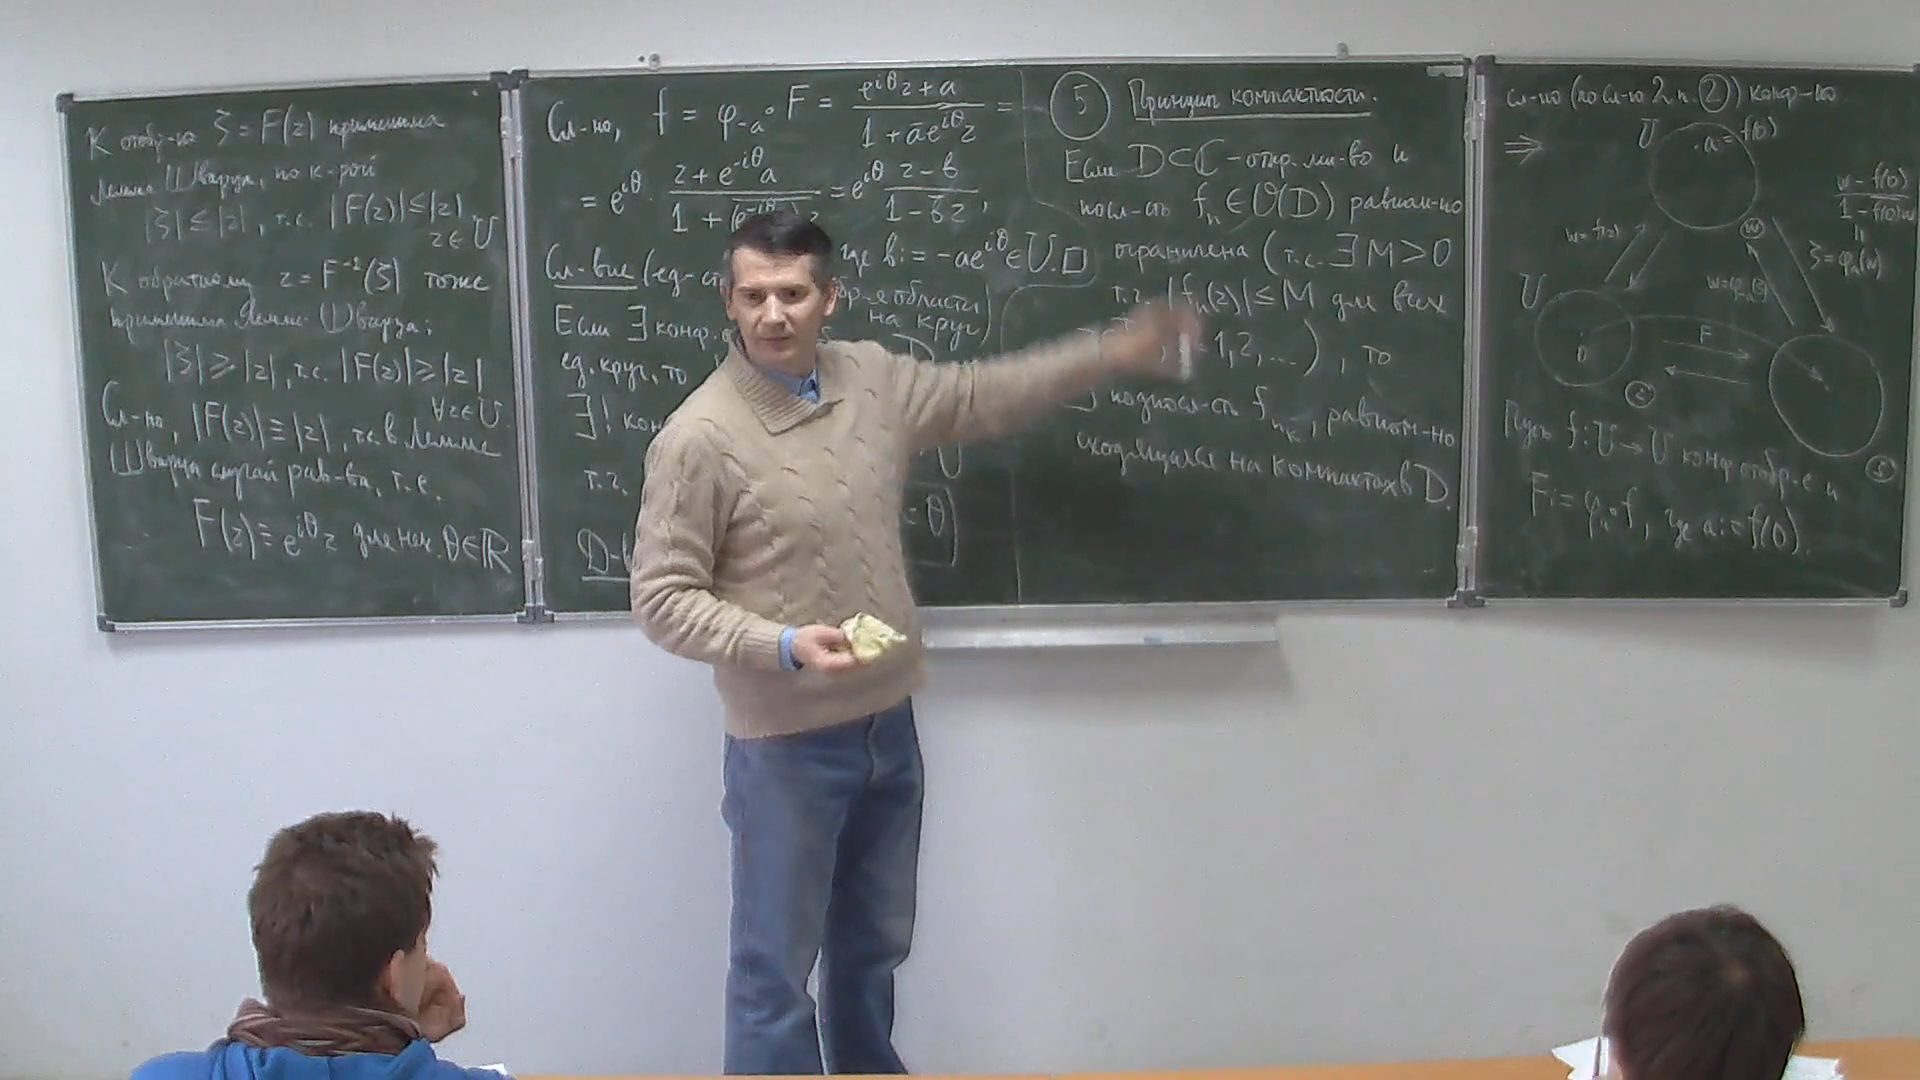 К отобр-ю ζ = F(z) применима
Лемма Шварца, по к-рой
|ζ| ≤ |z|, т.е. |F(z)| ≤ |z|
z ∈ U
К обратному z = F⁻¹(ζ) тоже
применима Лемма Шварца:
|ζ| ≥ |z|, т.е. |F(z)| ≥ |z|
∀z ∈ U
Сл-но, |F(z)| ≡ |z|, т.е. в Лемме
Шварца случай рав-ва, т.е.
F(z) ≡ e^{iθ} z для нек. θ ∈ ℝ
Сл-но, f = φ_{-a} ∘ F = (e^{iθ}z + a)/(1 + āe^{iθ}z) =
= e^{iθ} · (z + e^{-iθ}a)/(1 + (e^{-iθ}a)z) = e^{iθ} (z − b)/(1 − b̄z),
где b := −ae^{iθ} ∈ U. □
Сл-вие (ед-с
области
на круг)
Если ∃ конф.
ед. круг, то
∃! кон
т.ч.
U
= θ
Д-в
⑤ Принцип компактности.
Если D ⊂ ℂ – откр. мн-во и
посл-сть fₙ ∈ O(D) равном-но
ограничена (т.е. ∃ M > 0
т.ч. |fₙ(z)| ≤ M для всех
1, 2, ...), то
∃ подпосл-сть f_{n_k}, равном-но
сходящаяся на компактах в D.
сл-но (по сл-ю 2 п. ②) конф-но
⇒
U
a = f(0)
(w − f(0))/(1 − f(0)w)
w = f(z)
w
ζ = φₐ(w)
U
0
F
z
ζ
Пусть f: U → U конф. отобр-е и
F := φₐ∘f, где a := f(0).